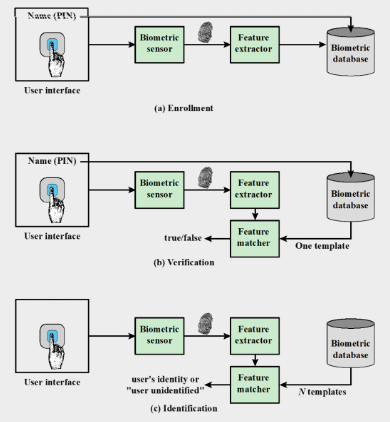 Name (PIN)
Biometric
sensor
Feature
extractor
Biometric
database
User interface
(a) Enrollment
Name (PIN)
Biometric
sensor
Feature
extractor
Biometric
database
Feature
matcher
true/false
One template
User interface
(b) Verification
Biometric
sensor
Feature
extractor
Biometric
database
User interface
Feature
matcher
user's identity or
"user unidentified"
N templates
(c) Identification